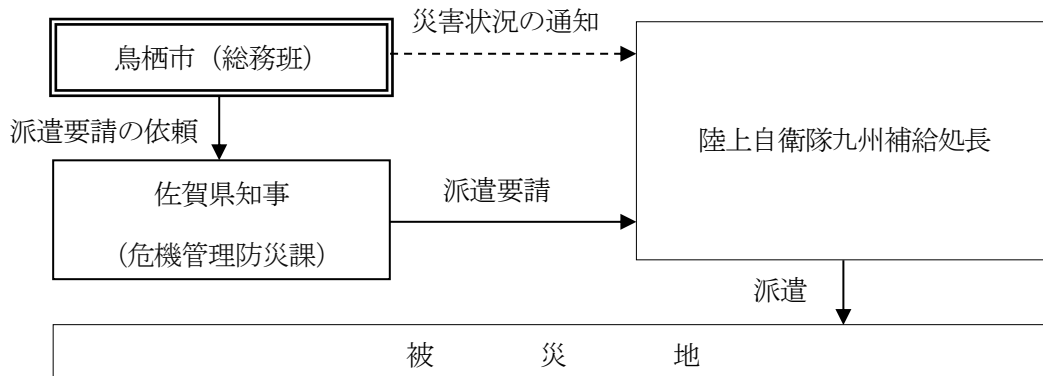 災害状況の通知
鳥栖市（総務班）
派遣要請の依頼
陸上自衛隊九州補給処長
佐賀県知事
（危機管理防災課）
派遣要請
派遣
被災地